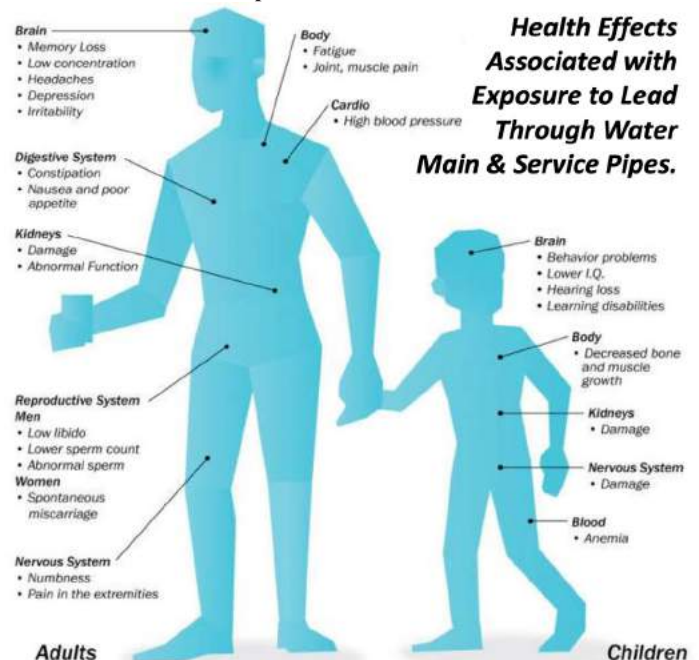 Health Effects
Associated with
Exposure to Lead
Through Water
Main & Service Pipes.
Brain
• Memory Loss
• Low concentration
• Headaches
• Depression
• Irritability
Body
• Fatigue
• Joint, muscle pain
Cardio
• High blood pressure
Digestive System
• Constipation
• Nausea and poor
appetite
Kidneys
• Damage
• Abnormal Function
Reproductive System
Men
• Low libido
• Lower sperm count
• Abnormal sperm
Women
• Spontaneous
miscarriage
Nervous System
• Numbness
• Pain in the extremities
Adults
Brain
• Behavior problems
• Lower I.Q.
• Hearing loss
• Learning disabilities
Body
• Decreased bone
and muscle
growth
Kidneys
• Damage
Nervous System
• Damage
Blood
• Anemia
Children